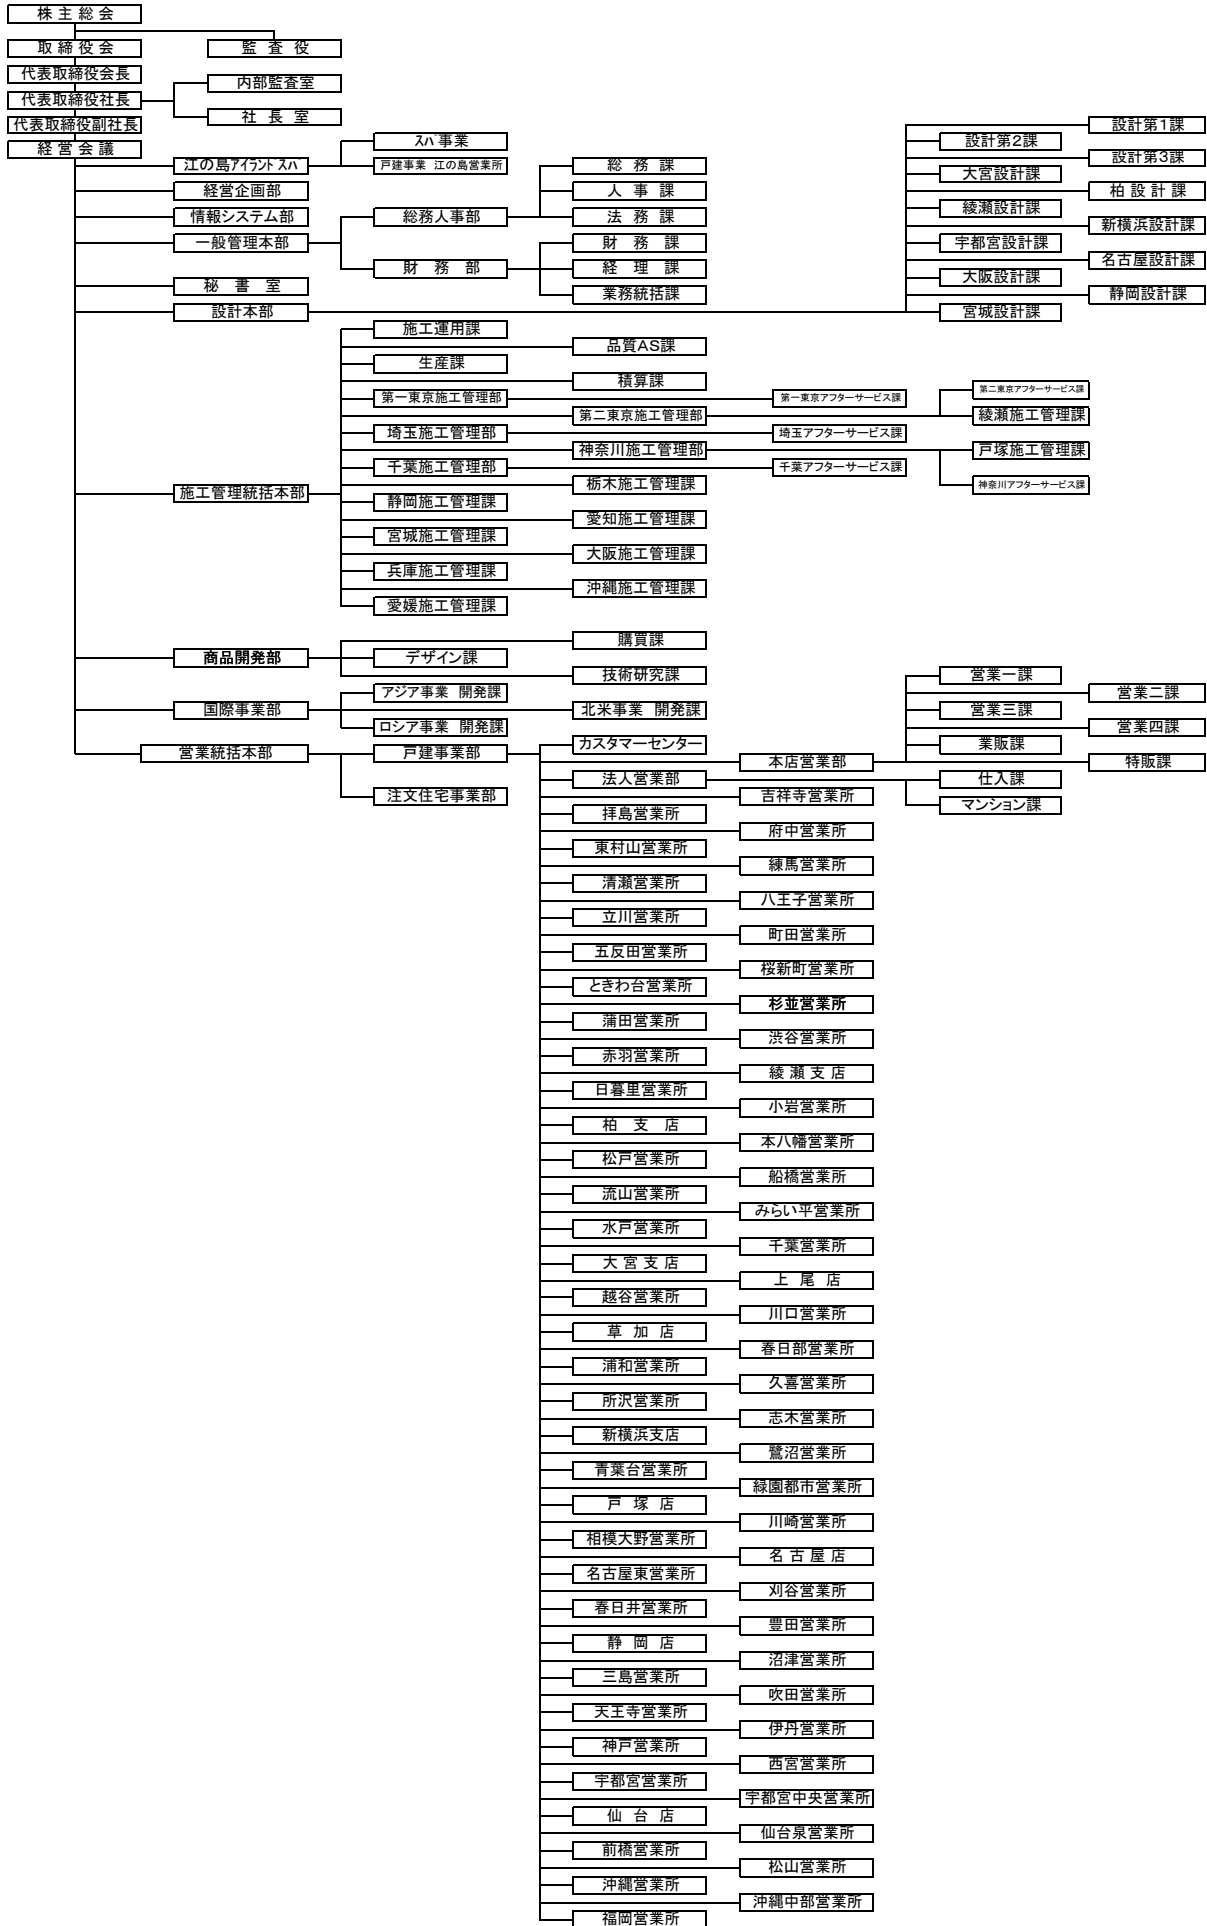 株 主 総 会
取 締 役 会
監 査 役
代表取締役会長
内部監査室
代表取締役社長
社 長 室
代表取締役副社長
経 営 会 議
江の島アイランドスパ
スパ事業
戸建事業 江の島営業所
経営企画部
情報システム部
一般管理本部
総務人事部
総 務 課
人 事 課
法 務 課
財 務 部
財 務 課
経 理 課
業務統括課
秘 書 室
設計本部
設計第1課
設計第2課
設計第3課
大宮設計課
柏 設 計 課
綾瀬設計課
新横浜設計課
宇都宮設計課
名古屋設計課
大阪設計課
静岡設計課
宮城設計課
施工管理統括本部
施工運用課
品質AS課
生産課
積算課
第一東京施工管理部
第一東京アフターサービス課
第二東京施工管理部
第二東京アフターサービス課
綾瀬施工管理課
埼玉施工管理部
埼玉アフターサービス課
神奈川施工管理部
戸塚施工管理課
神奈川アフターサービス課
千葉施工管理部
千葉アフターサービス課
栃木施工管理課
静岡施工管理課
愛知施工管理課
宮城施工管理課
大阪施工管理課
兵庫施工管理課
沖縄施工管理課
愛媛施工管理課
商品開発部
購買課
デザイン課
技術研究課
国際事業部
アジア事業 開発課
北米事業 開発課
ロシア事業 開発課
営業統括本部
戸建事業部
注文住宅事業部
カスタマーセンター
本店営業部
営業一課
営業二課
営業三課
営業四課
業販課
特販課
法人営業部
仕入課
マンション課
吉祥寺営業所
拝島営業所
府中営業所
東村山営業所
練馬営業所
清瀬営業所
八王子営業所
立川営業所
町田営業所
五反田営業所
桜新町営業所
ときわ台営業所
杉並営業所
蒲田営業所
渋谷営業所
赤羽営業所
綾 瀬 支 店
日暮里営業所
小岩営業所
柏 支 店
本八幡営業所
松戸営業所
船橋営業所
流山営業所
みらい平営業所
水戸営業所
千葉営業所
大 宮 支 店
上 尾 店
越谷営業所
川口営業所
草 加 店
春日部営業所
浦和営業所
久喜営業所
所沢営業所
志木営業所
新横浜支店
鷺沼営業所
青葉台営業所
緑園都市営業所
戸 塚 店
川崎営業所
相模大野営業所
名 古 屋 店
名古屋東営業所
刈谷営業所
春日井営業所
豊田営業所
静 岡 店
沼津営業所
三島営業所
吹田営業所
天王寺営業所
伊丹営業所
神戸営業所
西宮営業所
宇都宮営業所
宇都宮中央営業所
仙 台 店
仙台泉営業所
前橋営業所
松山営業所
沖縄営業所
沖縄中部営業所
福岡営業所